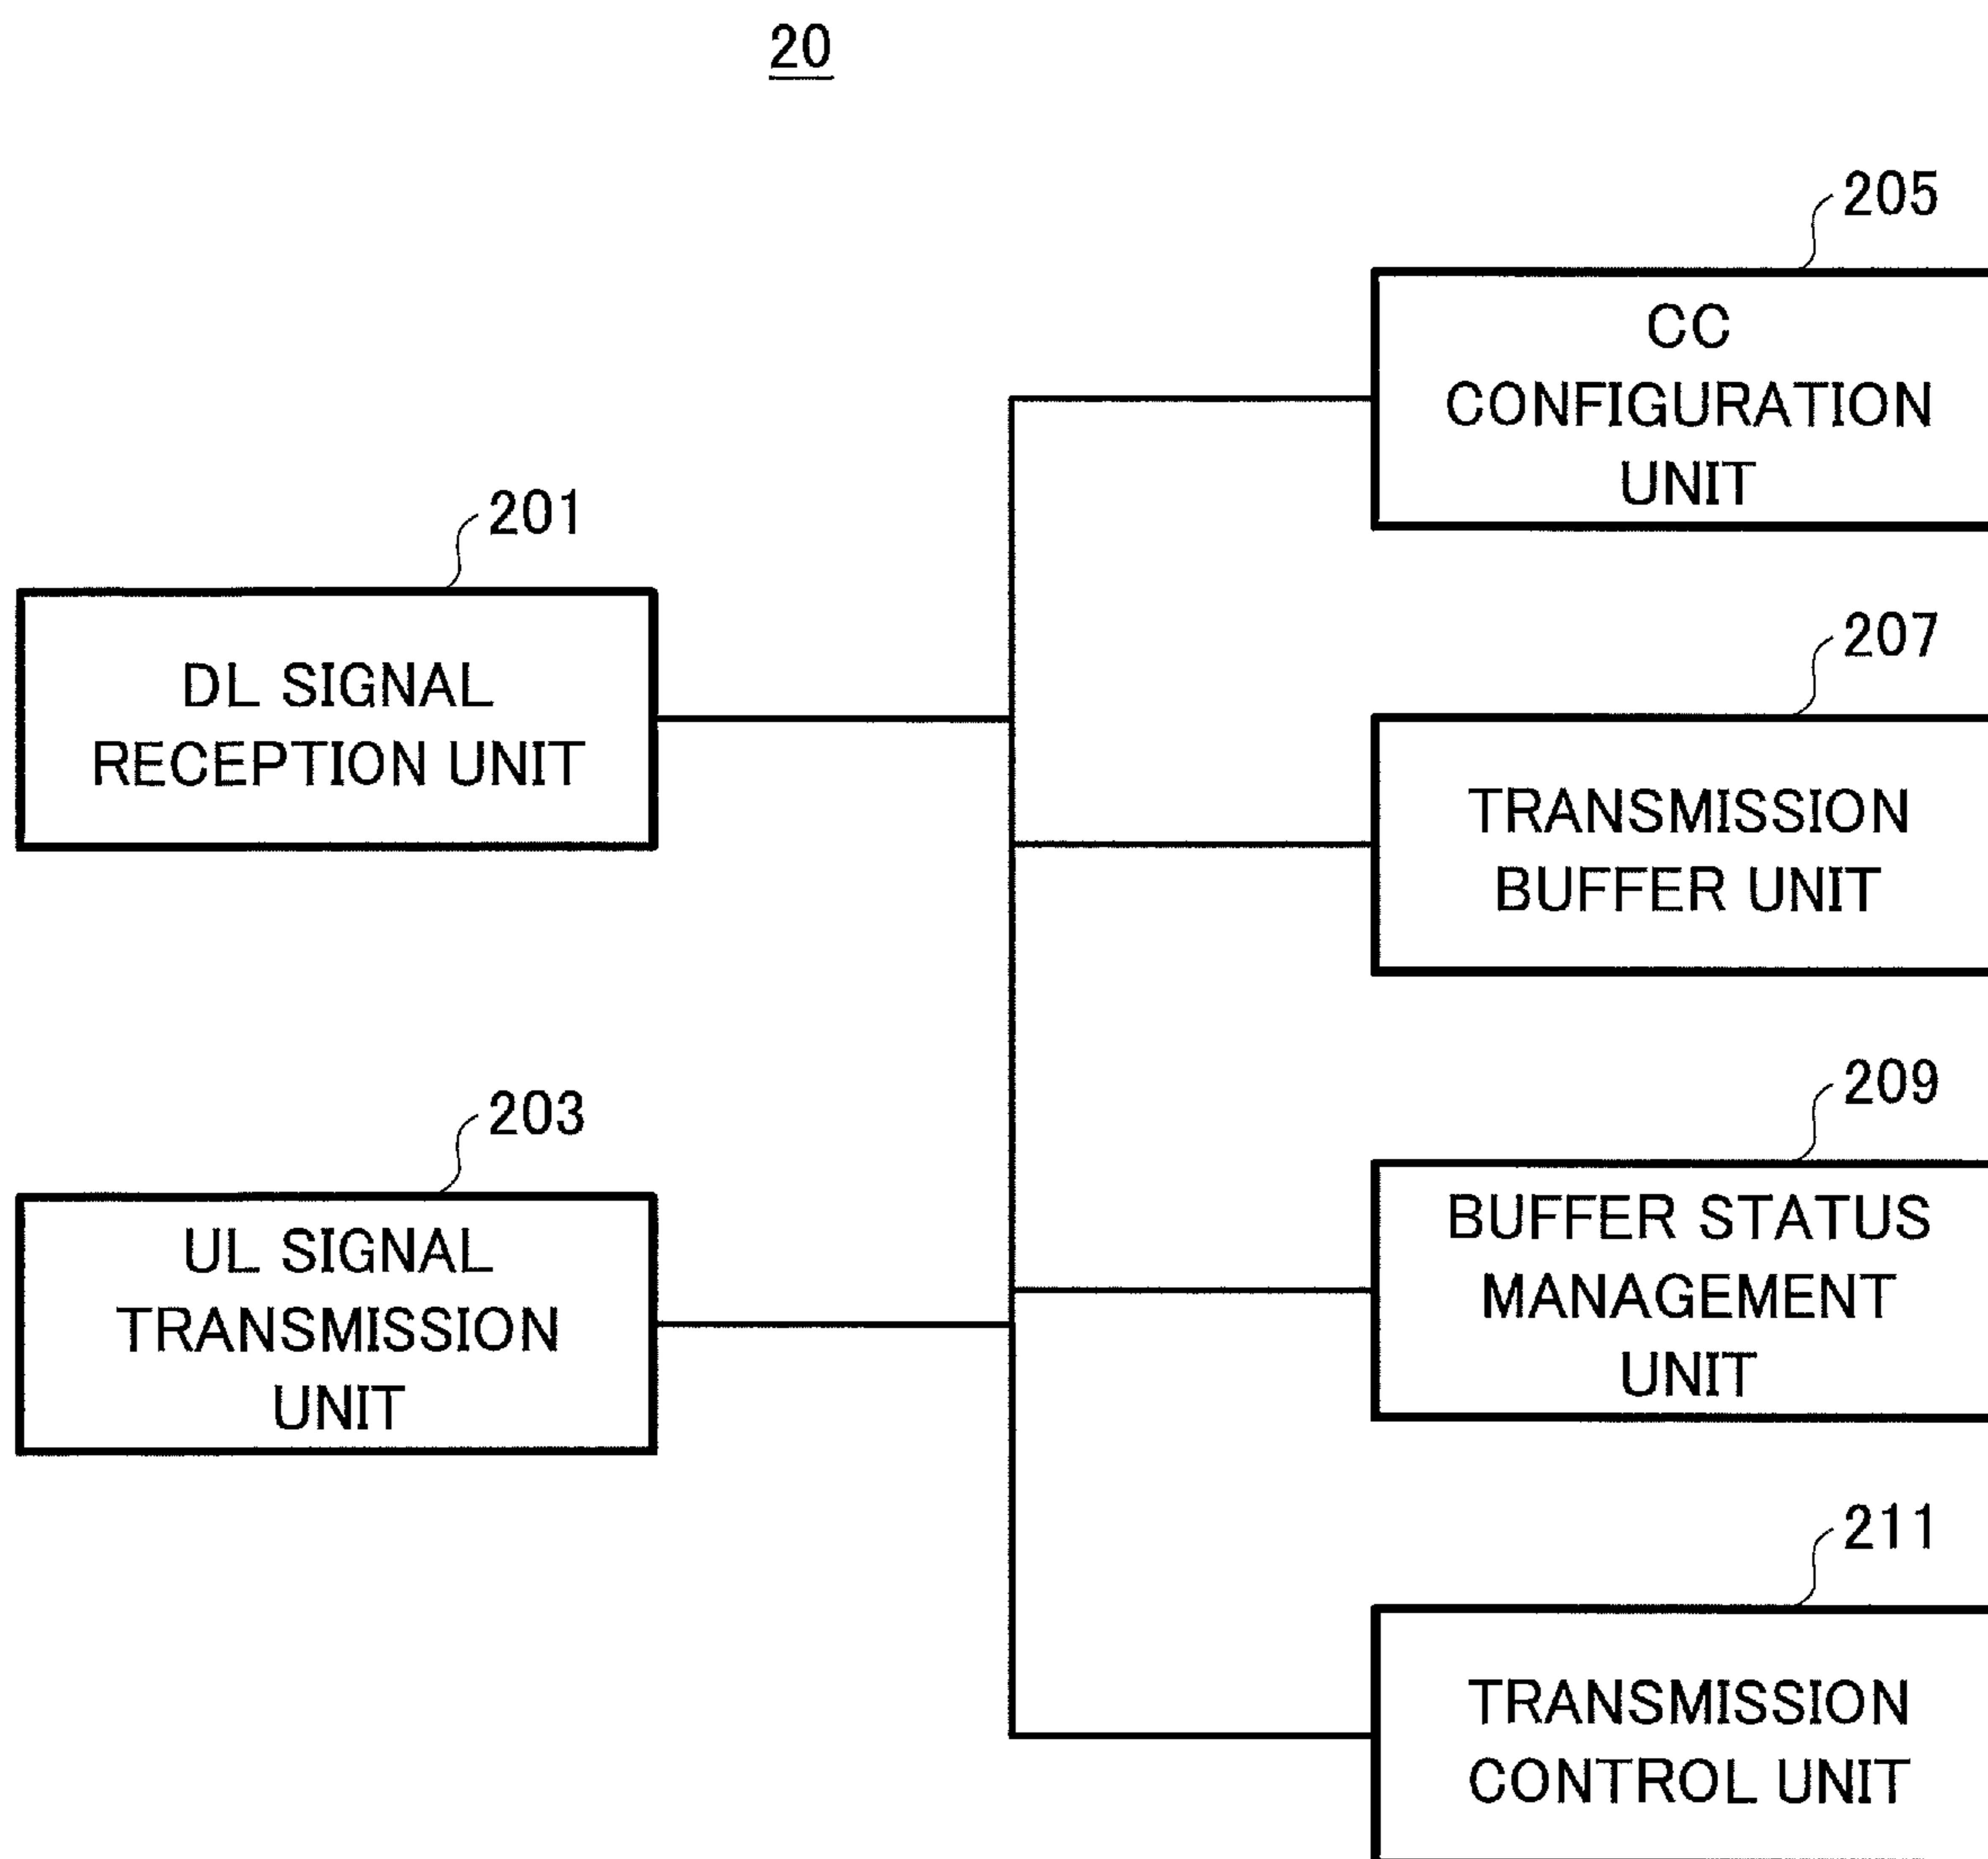 20
205
CC
CONFIGURATION
UNIT
201
DL SIGNAL
RECEPTION UNIT
207
TRANSMISSION
BUFFER UNIT
203
UL SIGNAL
TRANSMISSION
UNIT
209
BUFFER STATUS
MANAGEMENT
UNIT
211
TRANSMISSION
CONTROL UNIT